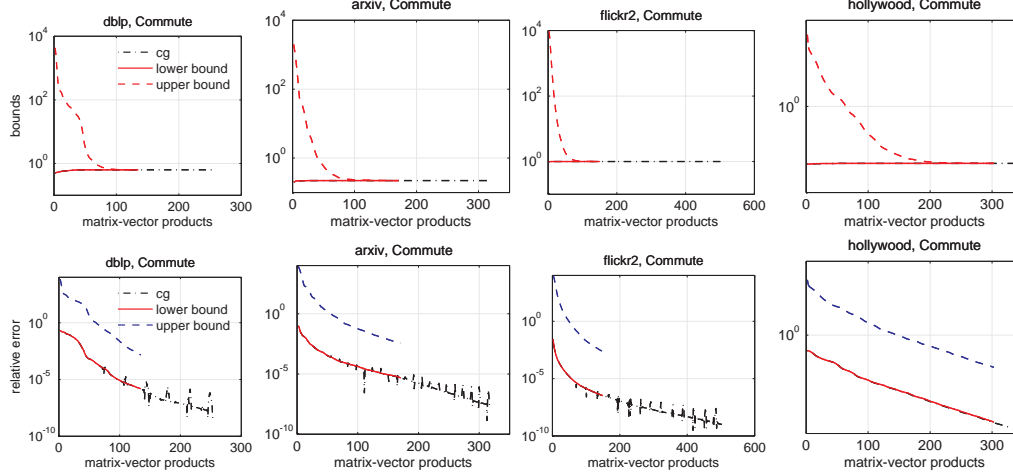 dblp, Commute
arxiv, Commute
flickr2, Commute
hollywood, Commute
bounds
10^4
10^2
10^0
cg
lower bound
upper bound
0 100 200 300
matrix-vector products
10^4
10^2
10^0
0 100 200 300
matrix-vector products
10^4
10^2
10^0
0 200 400 600
matrix-vector products
10^0
0 100 200 300
matrix-vector products
dblp, Commute
arxiv, Commute
flickr2, Commute
hollywood, Commute
relative error
10^0
10^-5
10^-10
cg
lower bound
upper bound
0 100 200 300
matrix-vector products
10^0
10^-5
10^-10
cg
lower bound
upper bound
0 100 200 300
matrix-vector products
10^0
10^-5
10^-10
0 200 400 600
matrix-vector products
10^0
0 100 200 300
matrix-vector products